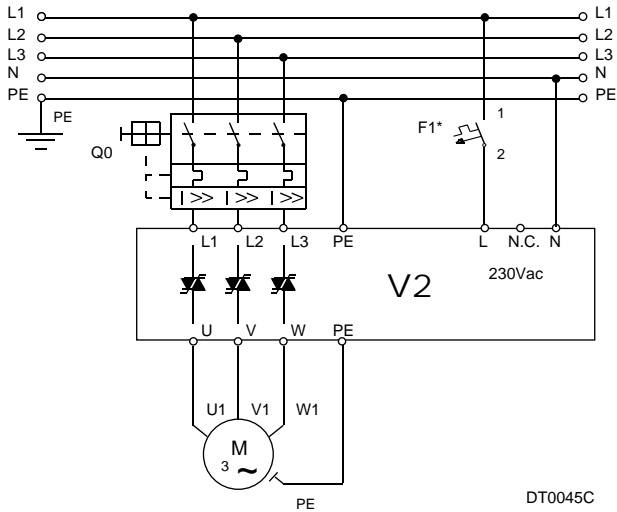 L1 L1
L2 L2
L3 L3
N N
PE PE
PE
Q0
F1*
1
2
I >> I >> I >>
L1 L2 L3 PE L N.C. N
V2
230Vac
U V W PE
U1 V1 W1
M
3 ~
PE
DT0045C